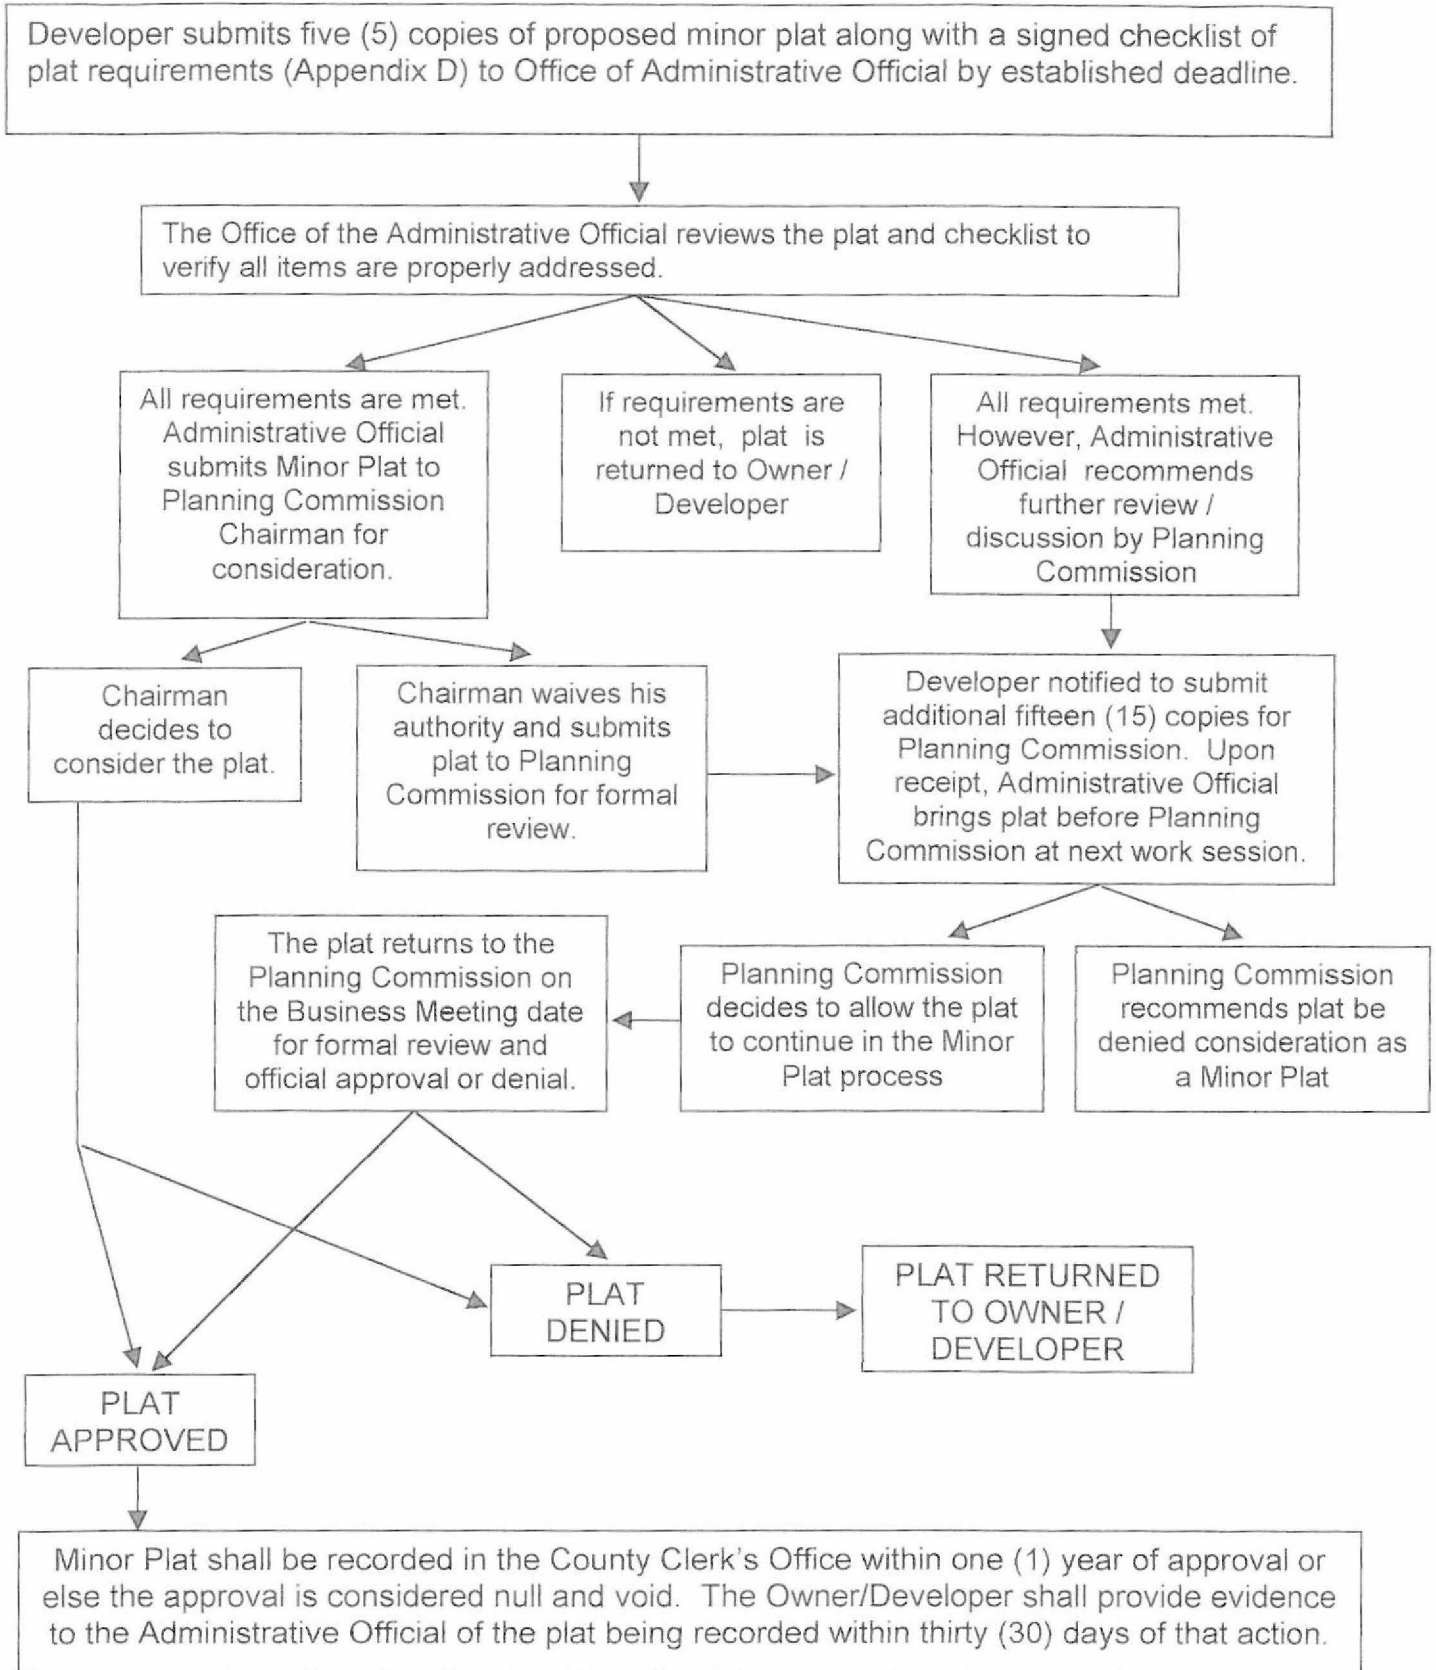 Developer submits five (5) copies of proposed minor plat along with a signed checklist of
plat requirements (Appendix D) to Office of Administrative Official by established deadline.
The Office of the Administrative Official reviews the plat and checklist to
verify all items are properly addressed.
All requirements are met.
Administrative Official
submits Minor Plat to
Planning Commission
Chairman for
consideration.
If requirements are
not met, plat is
returned to Owner /
Developer
All requirements met.
However, Administrative
Official recommends
further review /
discussion by Planning
Commission
Chairman
decides to
consider the plat.
Chairman waives his
authority and submits
plat to Planning
Commission for formal
review.
Developer notified to submit
additional fifteen (15) copies for
Planning Commission. Upon
receipt, Administrative Official
brings plat before Planning
Commission at next work session.
The plat returns to the
Planning Commission on
the Business Meeting date
for formal review and
official approval or denial.
Planning Commission
decides to allow the plat
to continue in the Minor
Plat process
Planning Commission
recommends plat be
denied consideration as
a Minor Plat
PLAT
DENIED
PLAT RETURNED
TO OWNER /
DEVELOPER
PLAT
APPROVED
Minor Plat shall be recorded in the County Clerk's Office within one (1) year of approval or
else the approval is considered null and void. The Owner/Developer shall provide evidence
to the Administrative Official of the plat being recorded within thirty (30) days of that action.